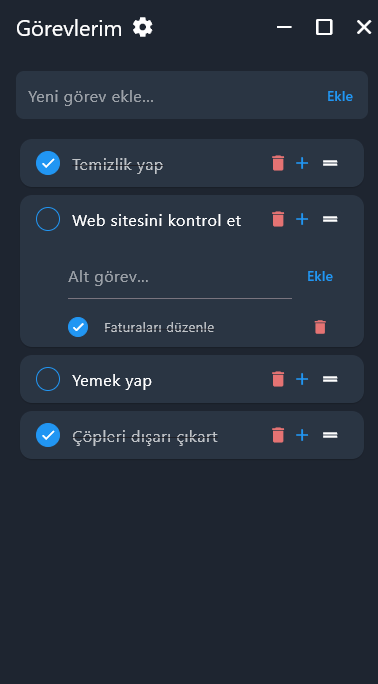 Görevlerim
Yeni görev ekle... Ekle
Temizlik yap
Web sitesini kontrol et
Alt görev... Ekle
Faturaları düzenle
Yemek yap
Çöpleri dışarı çıkart